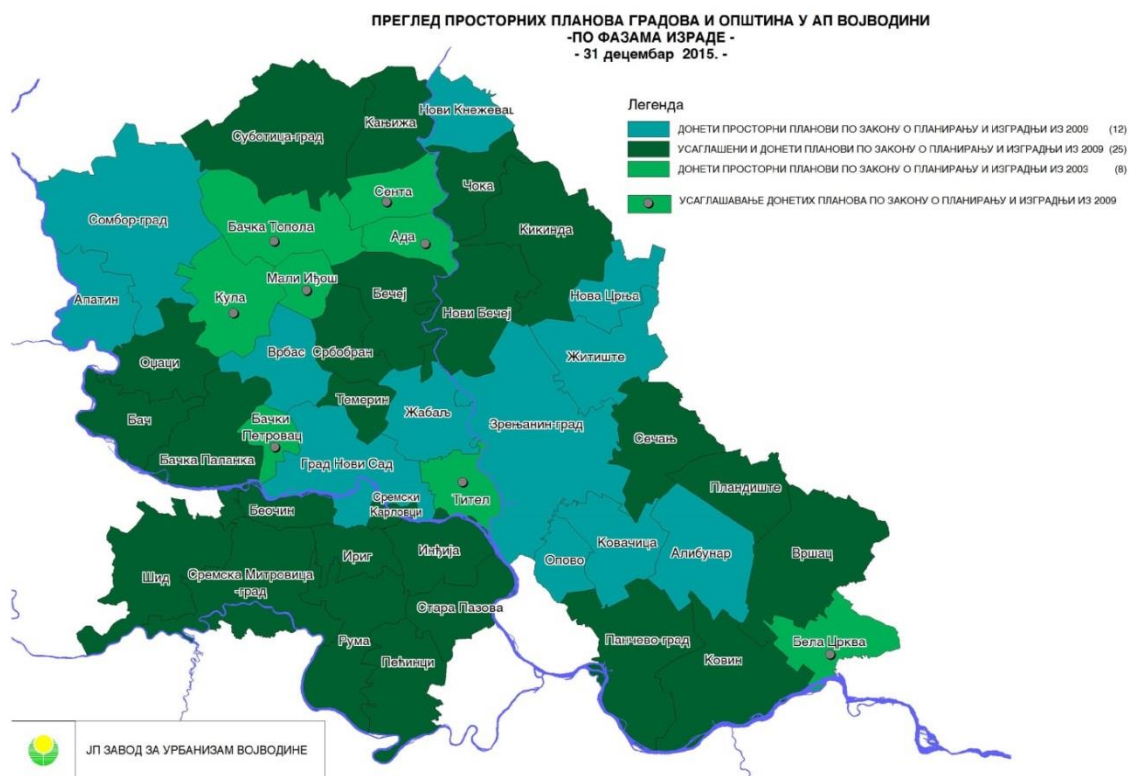 ПРЕГЛЕД ПРОСТОРНИХ ПЛАНОВА ГРАДОВА И ОПШТИНА У АП ВОЈВОДИНИ
-ПО ФАЗАМА ИЗРАДЕ -
- 31 децембар 2015. -
Легенда
ДОНЕТИ ПРОСТОРНИ ПЛАНОВИ ПО ЗАКОНУ О ПЛАНИРАЊУ И ИЗГРАДЊИ ИЗ 2009 (12)
УСАГЛАШЕНИ И ДОНЕТИ ПЛАНОВИ ПО ЗАКОНУ О ПЛАНИРАЊУ И ИЗГРАДЊИ ИЗ 2009 (25)
ДОНЕТИ ПРОСТОРНИ ПЛАНОВИ ПО ЗАКОНУ О ПЛАНИРАЊУ И ИЗГРАДЊИ ИЗ 2003 (8)
УСАГЛАШАВАЊЕ ДОНЕТИХ ПЛАНОВА ПО ЗАКОНУ О ПЛАНИРАЊУ И ИЗГРАДЊИ ИЗ 2009
Нови Кнежевац
Кањижа
Суботица-град
Чока
Сента
Сомбор-град
Бачка Топола
Кикинда
Ада
Мали Иђош
Апатин
Кула
Бечеј
Нова Црња
Нови Бечеј
Врбас
Србобран
Житиште
Оџаци
Темерин
Жабаљ
Бач
Бачки
Петровац
Зрењанин-град
Сечањ
Бачка Паланка
Град Нови Сад
Тител
Пландиште
Сремски
Карловци
Беочин
Ковачица
Алибунар
Вршац
Опово
Инђија
Ириг
Шид
Сремска Митровица
-град
Стара Пазова
Рума
Панчево-град
Бела Црква
Пећинци
Ковин
ЈП ЗАВОД ЗА УРБАНИЗАМ ВОЈВОДИНЕ